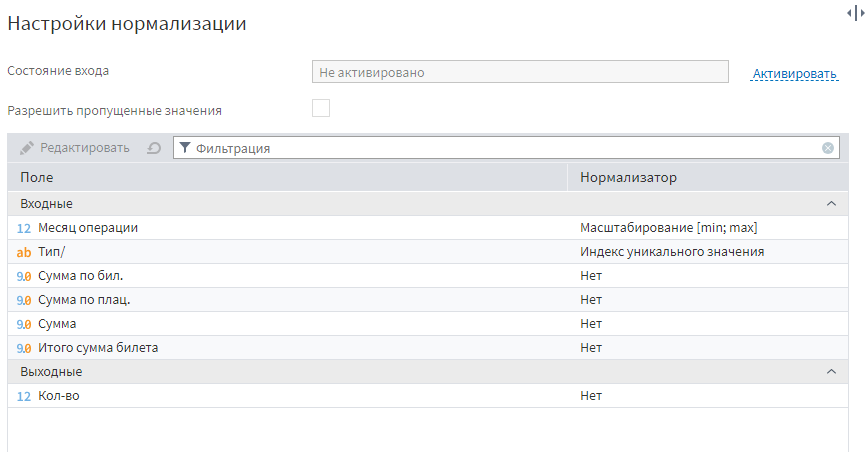 Настройки нормализации
Состояние входа Не активировано Активировать
Разрешить пропущенные значения
Редактировать Фильтрация
Поле Нормализатор
Входные
12 Месяц операции Масштабирование [min; max]
ab Тип/ Индекс уникального значения
9.0 Сумма по бил. Нет
9.0 Сумма по плац. Нет
9.0 Сумма Нет
9.0 Итого сумма билета Нет
Выходные
12 Кол-во Нет